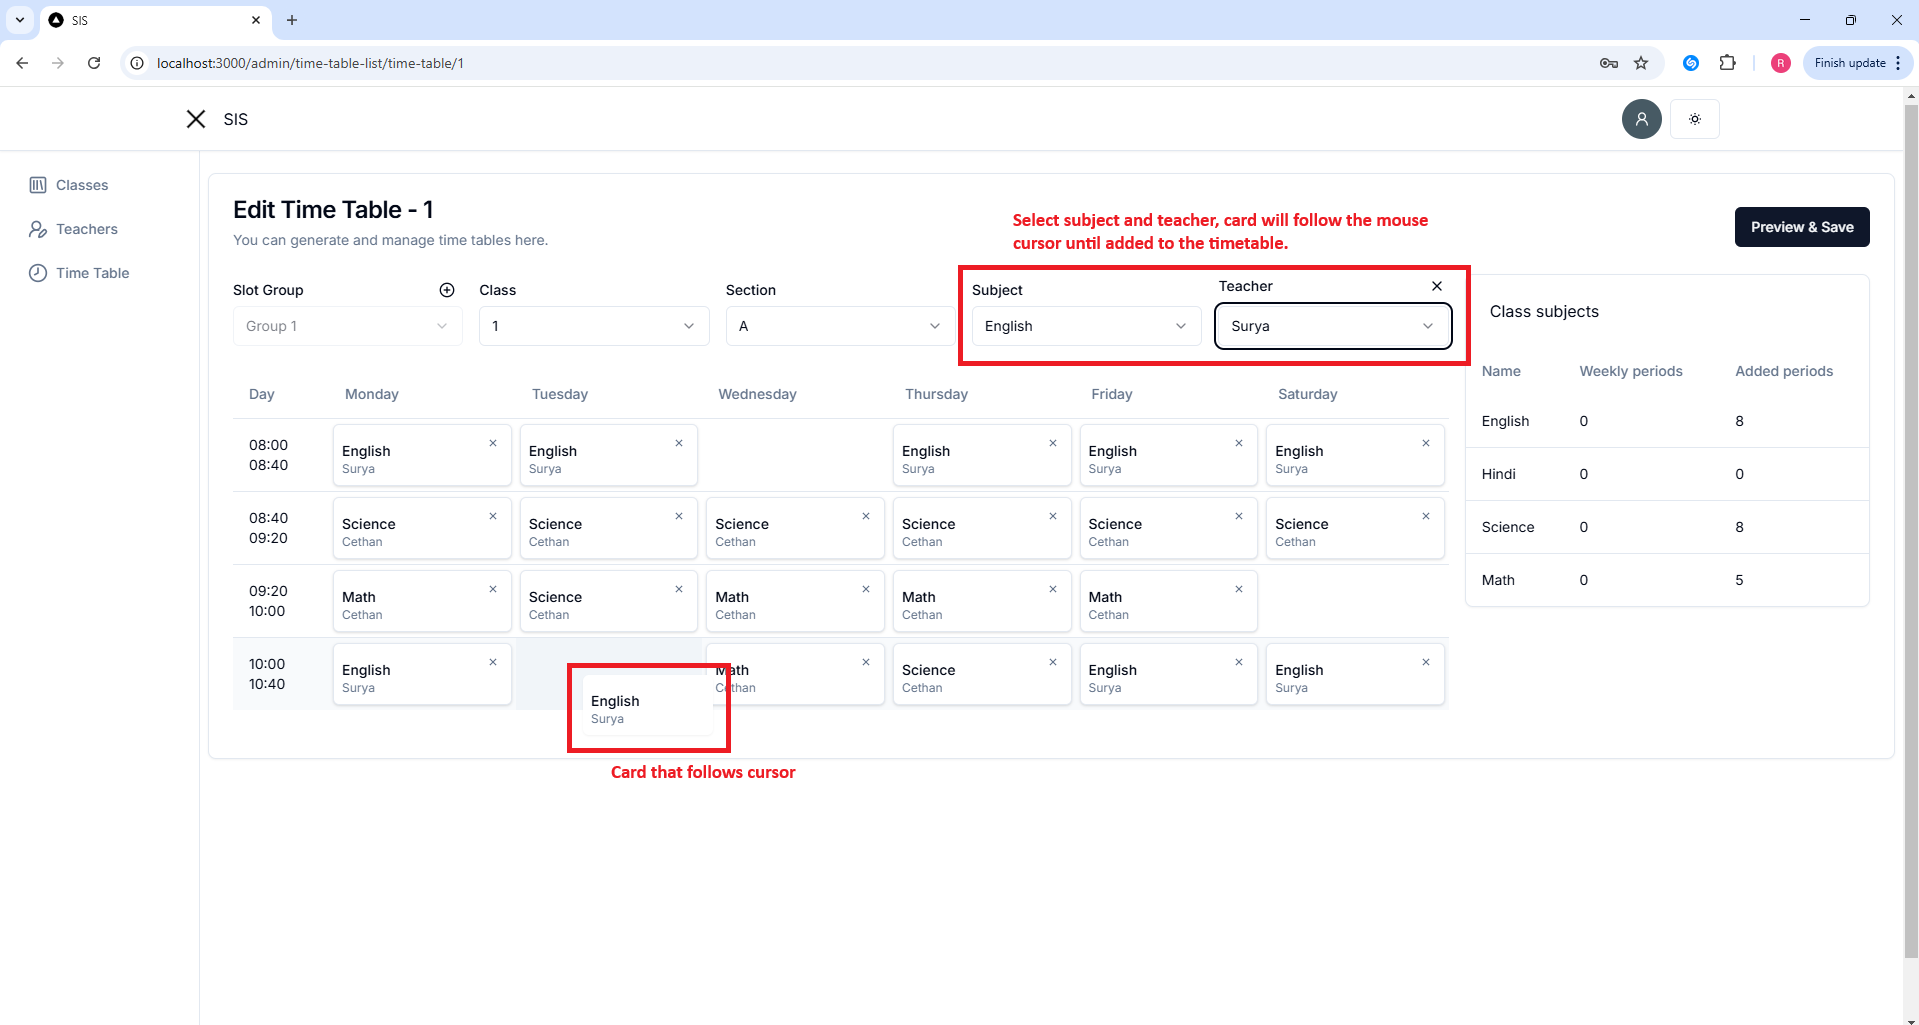 SIS
localhost:3000/admin/time-table-list/time-table/1
R
Finish update
SIS
Classes
Teachers
Time Table
Edit Time Table - 1
You can generate and manage time tables here.
Select subject and teacher, card will follow the mouse
cursor until added to the timetable.
Preview & Save
Slot Group Class Section Subject Teacher
Group 1 1 A English Surya
Day Monday Tuesday Wednesday Thursday Friday Saturday
08:00 English English English English English
08:40 Surya Surya Surya Surya Surya
08:40 Science Science Science Science Science Science
09:20 Cethan Cethan Cethan Cethan Cethan Cethan
09:20 Math Science Math Math Math
10:00 Cethan Cethan Cethan Cethan Cethan
10:00 English Math Science English English
10:40 Surya Cethan Cethan Surya Surya
English
Surya
Card that follows cursor
Class subjects
Name Weekly periods Added periods
English 0 8
Hindi 0 0
Science 0 8
Math 0 5